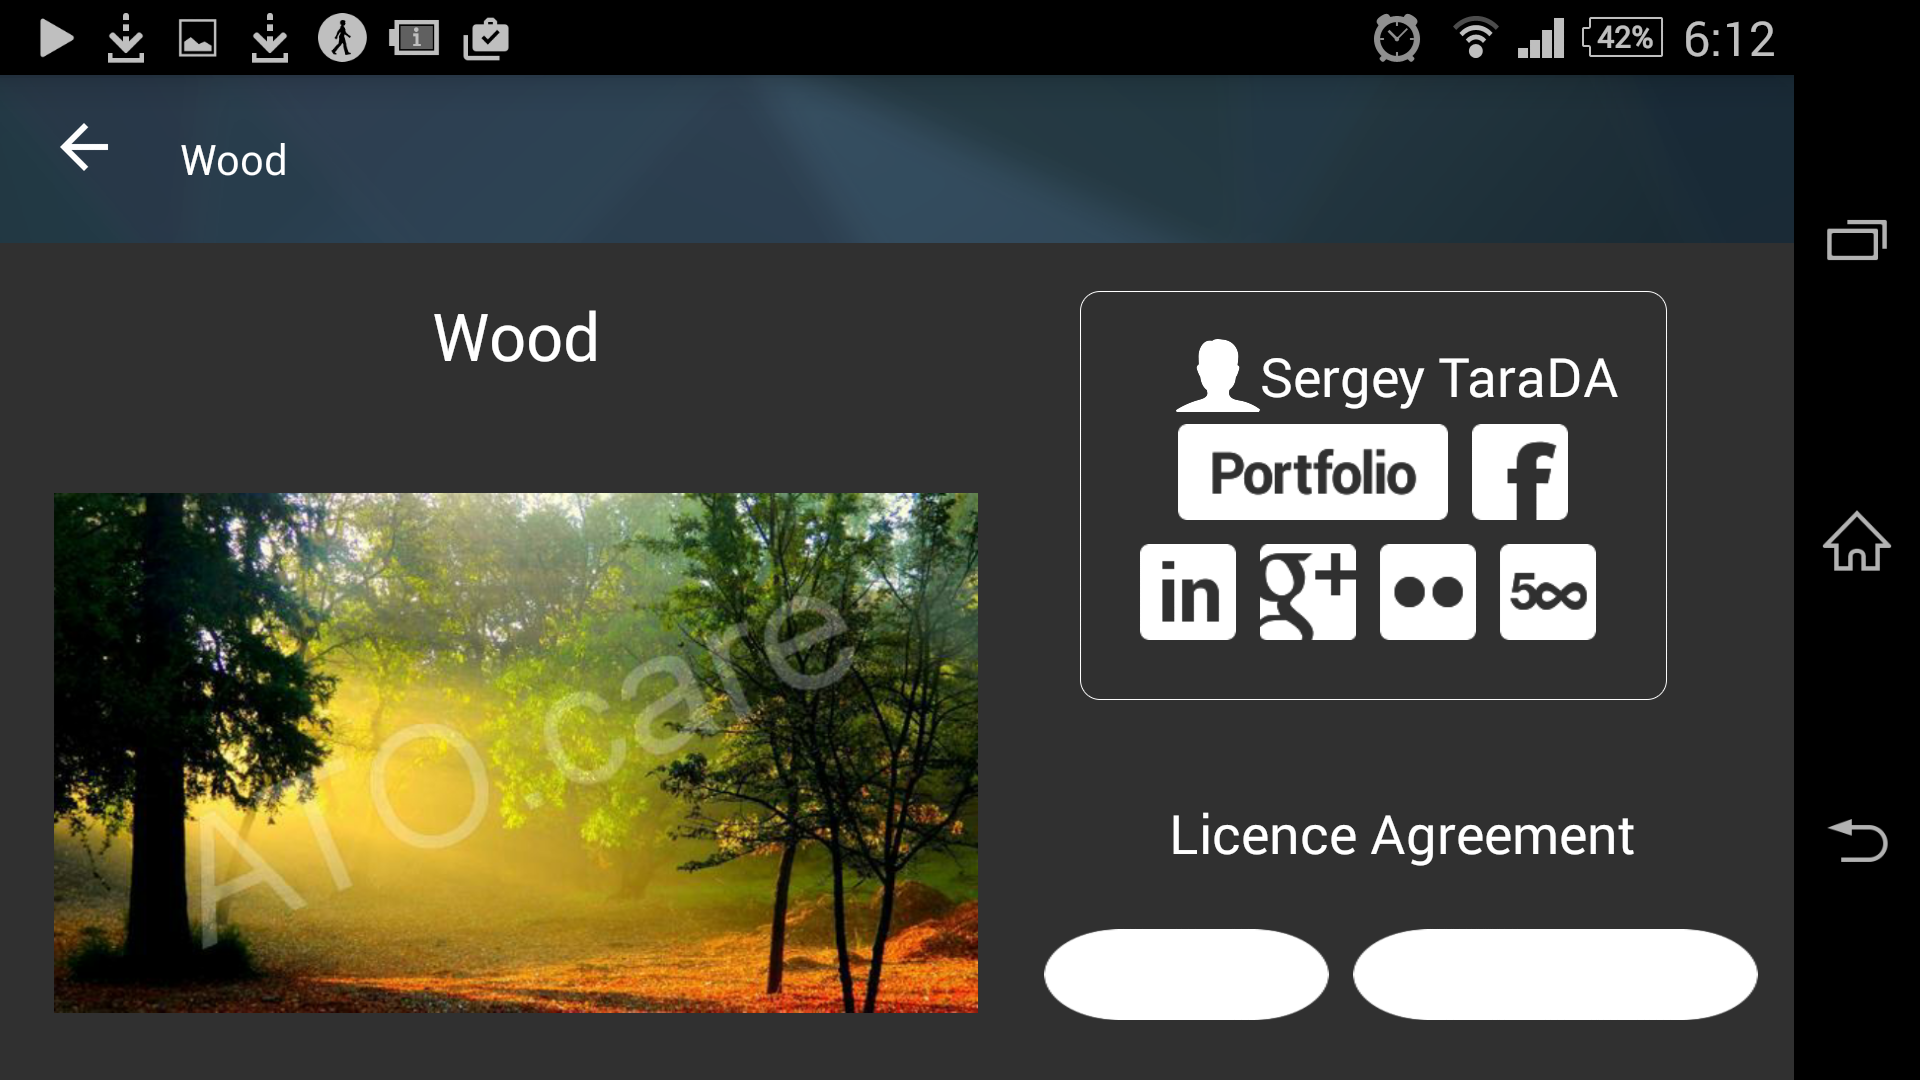 42% 6:12
Wood
Wood
Sergey TaraDA
Portfolio f
in g+ 500
ATO.care
Licence Agreement